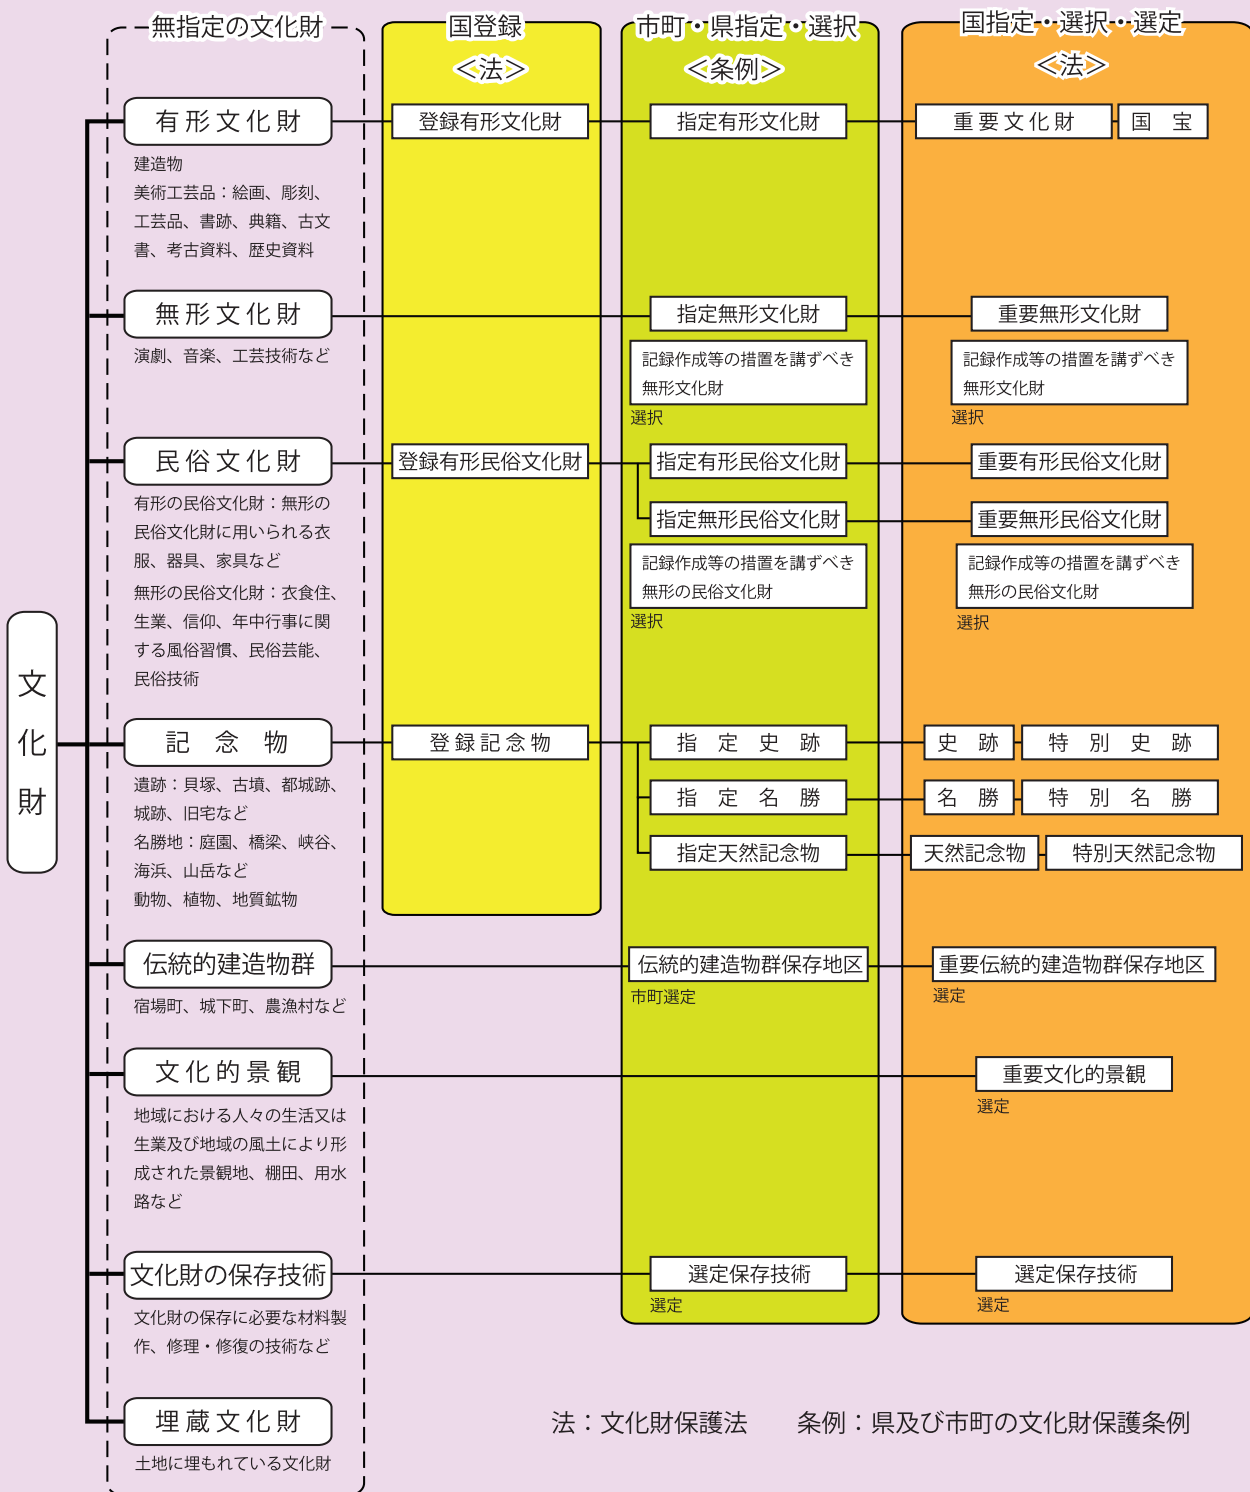 無指定の文化財
国登録
＜法＞
市町・県指定・選択
＜条例＞
国指定・選択・選定
＜法＞
文化財
有形文化財
登録有形文化財
指定有形文化財
重要文化財
国　宝
建造物
美術工芸品：絵画、彫刻、
工芸品、書跡、典籍、古文
書、考古資料、歴史資料
無形文化財
指定無形文化財
重要無形文化財
演劇、音楽、工芸技術など
記録作成等の措置を講ずべき
無形文化財
選択
記録作成等の措置を講ずべき
無形文化財
選択
民俗文化財
登録有形民俗文化財
指定有形民俗文化財
重要有形民俗文化財
指定無形民俗文化財
重要無形民俗文化財
有形の民俗文化財：無形の
民俗文化財に用いられる衣
服、器具、家具など
無形の民俗文化財：衣食住、
生業、信仰、年中行事に関
する風俗習慣、民俗芸能、
民俗技術
記録作成等の措置を講ずべき
無形の民俗文化財
選択
記録作成等の措置を講ずべき
無形の民俗文化財
選択
記　念　物
登録記念物
指　定　史　跡
史　跡
特　別　史　跡
指　定　名　勝
名　勝
特　別　名　勝
指定天然記念物
天然記念物
特別天然記念物
遺跡：貝塚、古墳、都城跡、
城跡、旧宅など
名勝地：庭園、橋梁、峡谷、
海浜、山岳など
動物、植物、地質鉱物
伝統的建造物群
伝統的建造物群保存地区
市町選定
重要伝統的建造物群保存地区
選定
宿場町、城下町、農漁村など
文化的景観
重要文化的景観
選定
地域における人々の生活又は
生業及び地域の風土により形
成された景観地、棚田、用水
路など
文化財の保存技術
選定保存技術
選定
選定保存技術
選定
文化財の保存に必要な材料製
作、修理・修復の技術など
埋蔵文化財
土地に埋もれている文化財
法：文化財保護法　　条例：県及び市町の文化財保護条例